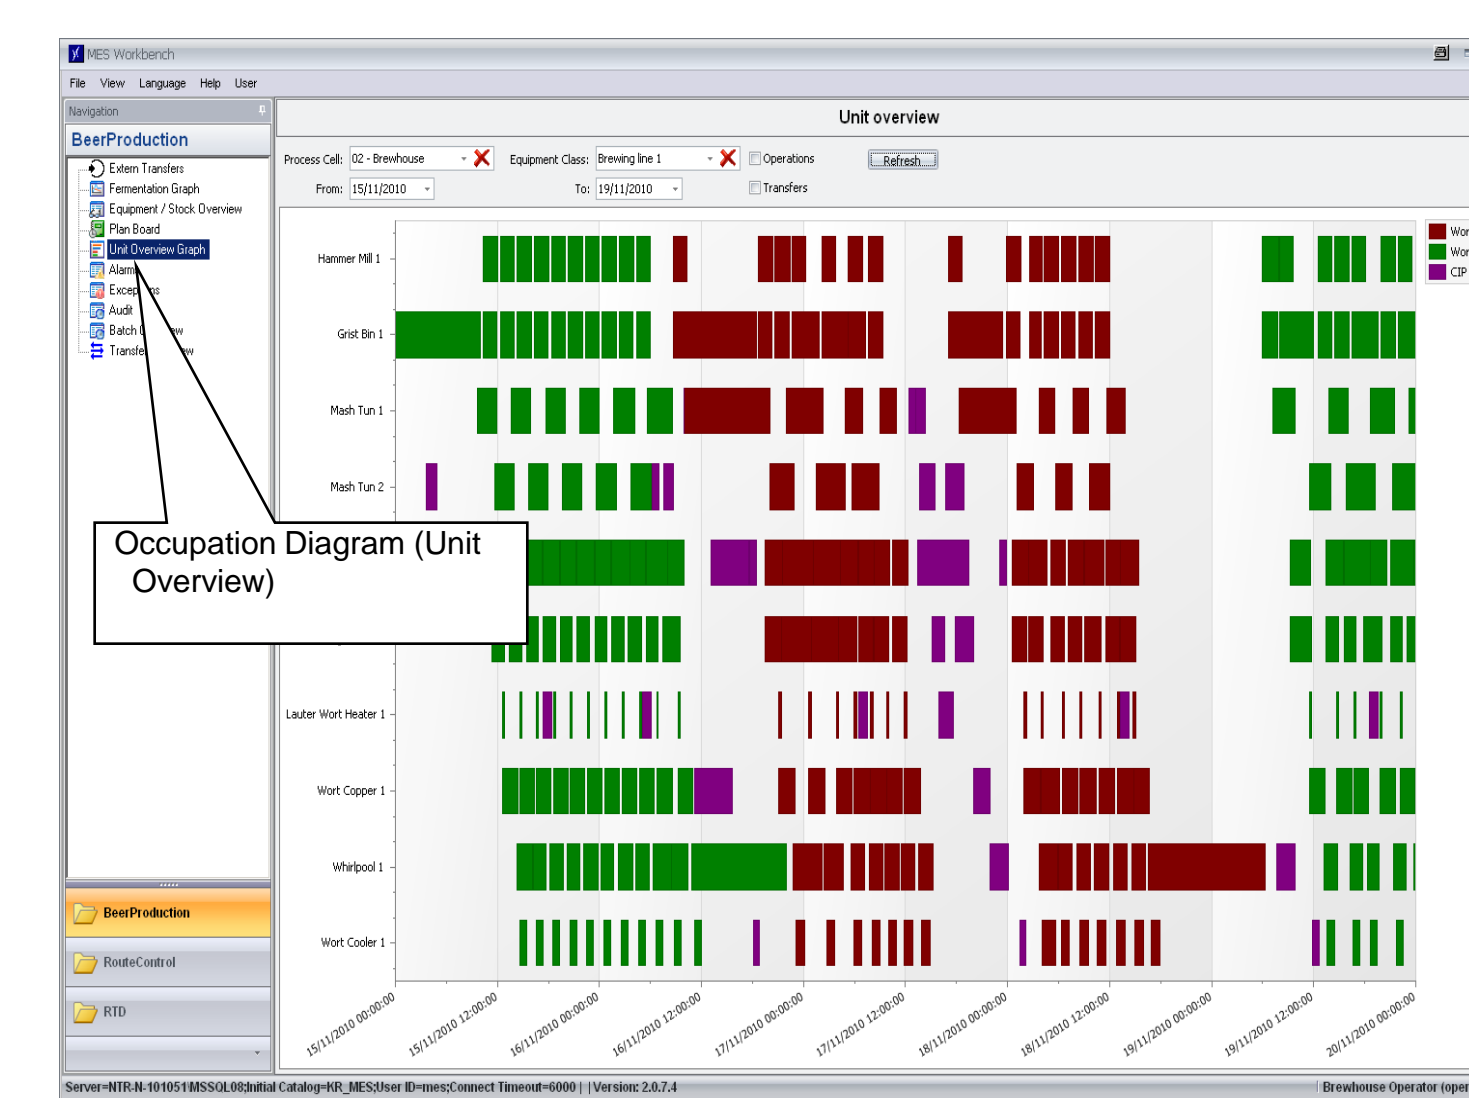 MES Workbench
File View Language Help User
Navigation
BeerProduction
Extern Transfers
Fermentation Graph
Equipment / Stock Overview
Plan Board
Unit Overview Graph
Alarms
Audit
Unit overview
Process Cell: 02 - Brewhouse Equipment Class: Brewing line 1 Operations Refresh
From: 15/11/2010 To: 19/11/2010 Transfers
Hammer Mill 1
Grist Bin 1
Mash Tun 1
Mash Tun 2
Lauter Wort Heater 1
Wort Copper 1
Whirlpool 1
Wort Cooler 1
Wor
Wor
CIP
Occupation Diagram (Unit
Overview)
15/11/2010 00:00:00
15/11/2010 12:00:00
16/11/2010 00:00:00
16/11/2010 12:00:00
17/11/2010 00:00:00
17/11/2010 12:00:00
18/11/2010 00:00:00
18/11/2010 12:00:00
19/11/2010 00:00:00
19/11/2010 12:00:00
20/11/2010 00:00:00
BeerProduction
RouteControl
RTD
Server=NTR-N-101051\MSSQL08;Initial Catalog=KR_MES;User ID=mes;Connect Timeout=6000 | | Version: 2.0.7.4
Brewhouse Operator (oper